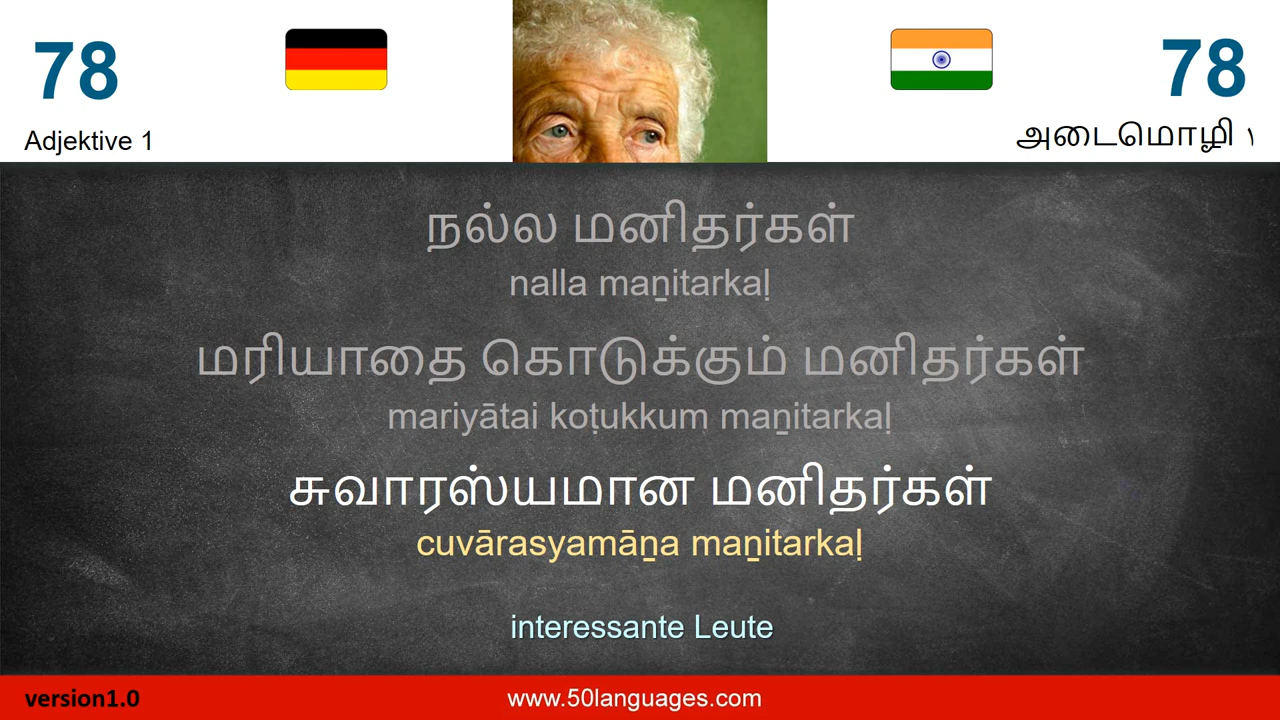 78
78
Adjektive 1
அடைமொழி
நல்ல மனிதர்கள்
nalla maṉitarkaḷ
மரியாதை கொடுக்கும் மனிதர்கள்
mariyātai koṭukkum maṉitarkaḷ
சுவாரஸ்யமான மனிதர்கள்
cuvārasyamāṉa maṉitarkaḷ
interessante Leute
version1.0
www.50languages.com